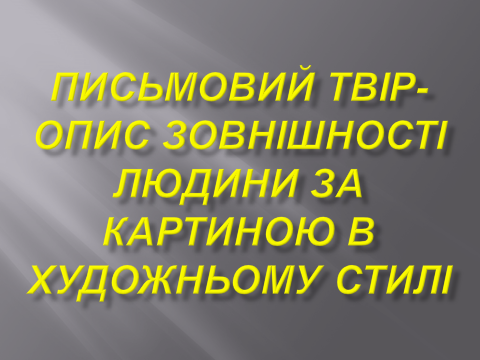 ПИСЬМОВИЙ ТВІР-
ОПИС ЗОВНІШНОСТІ
ЛЮДИНИ ЗА
КАРТИНОЮ В
ХУДОЖНЬОМУ СТИЛІ